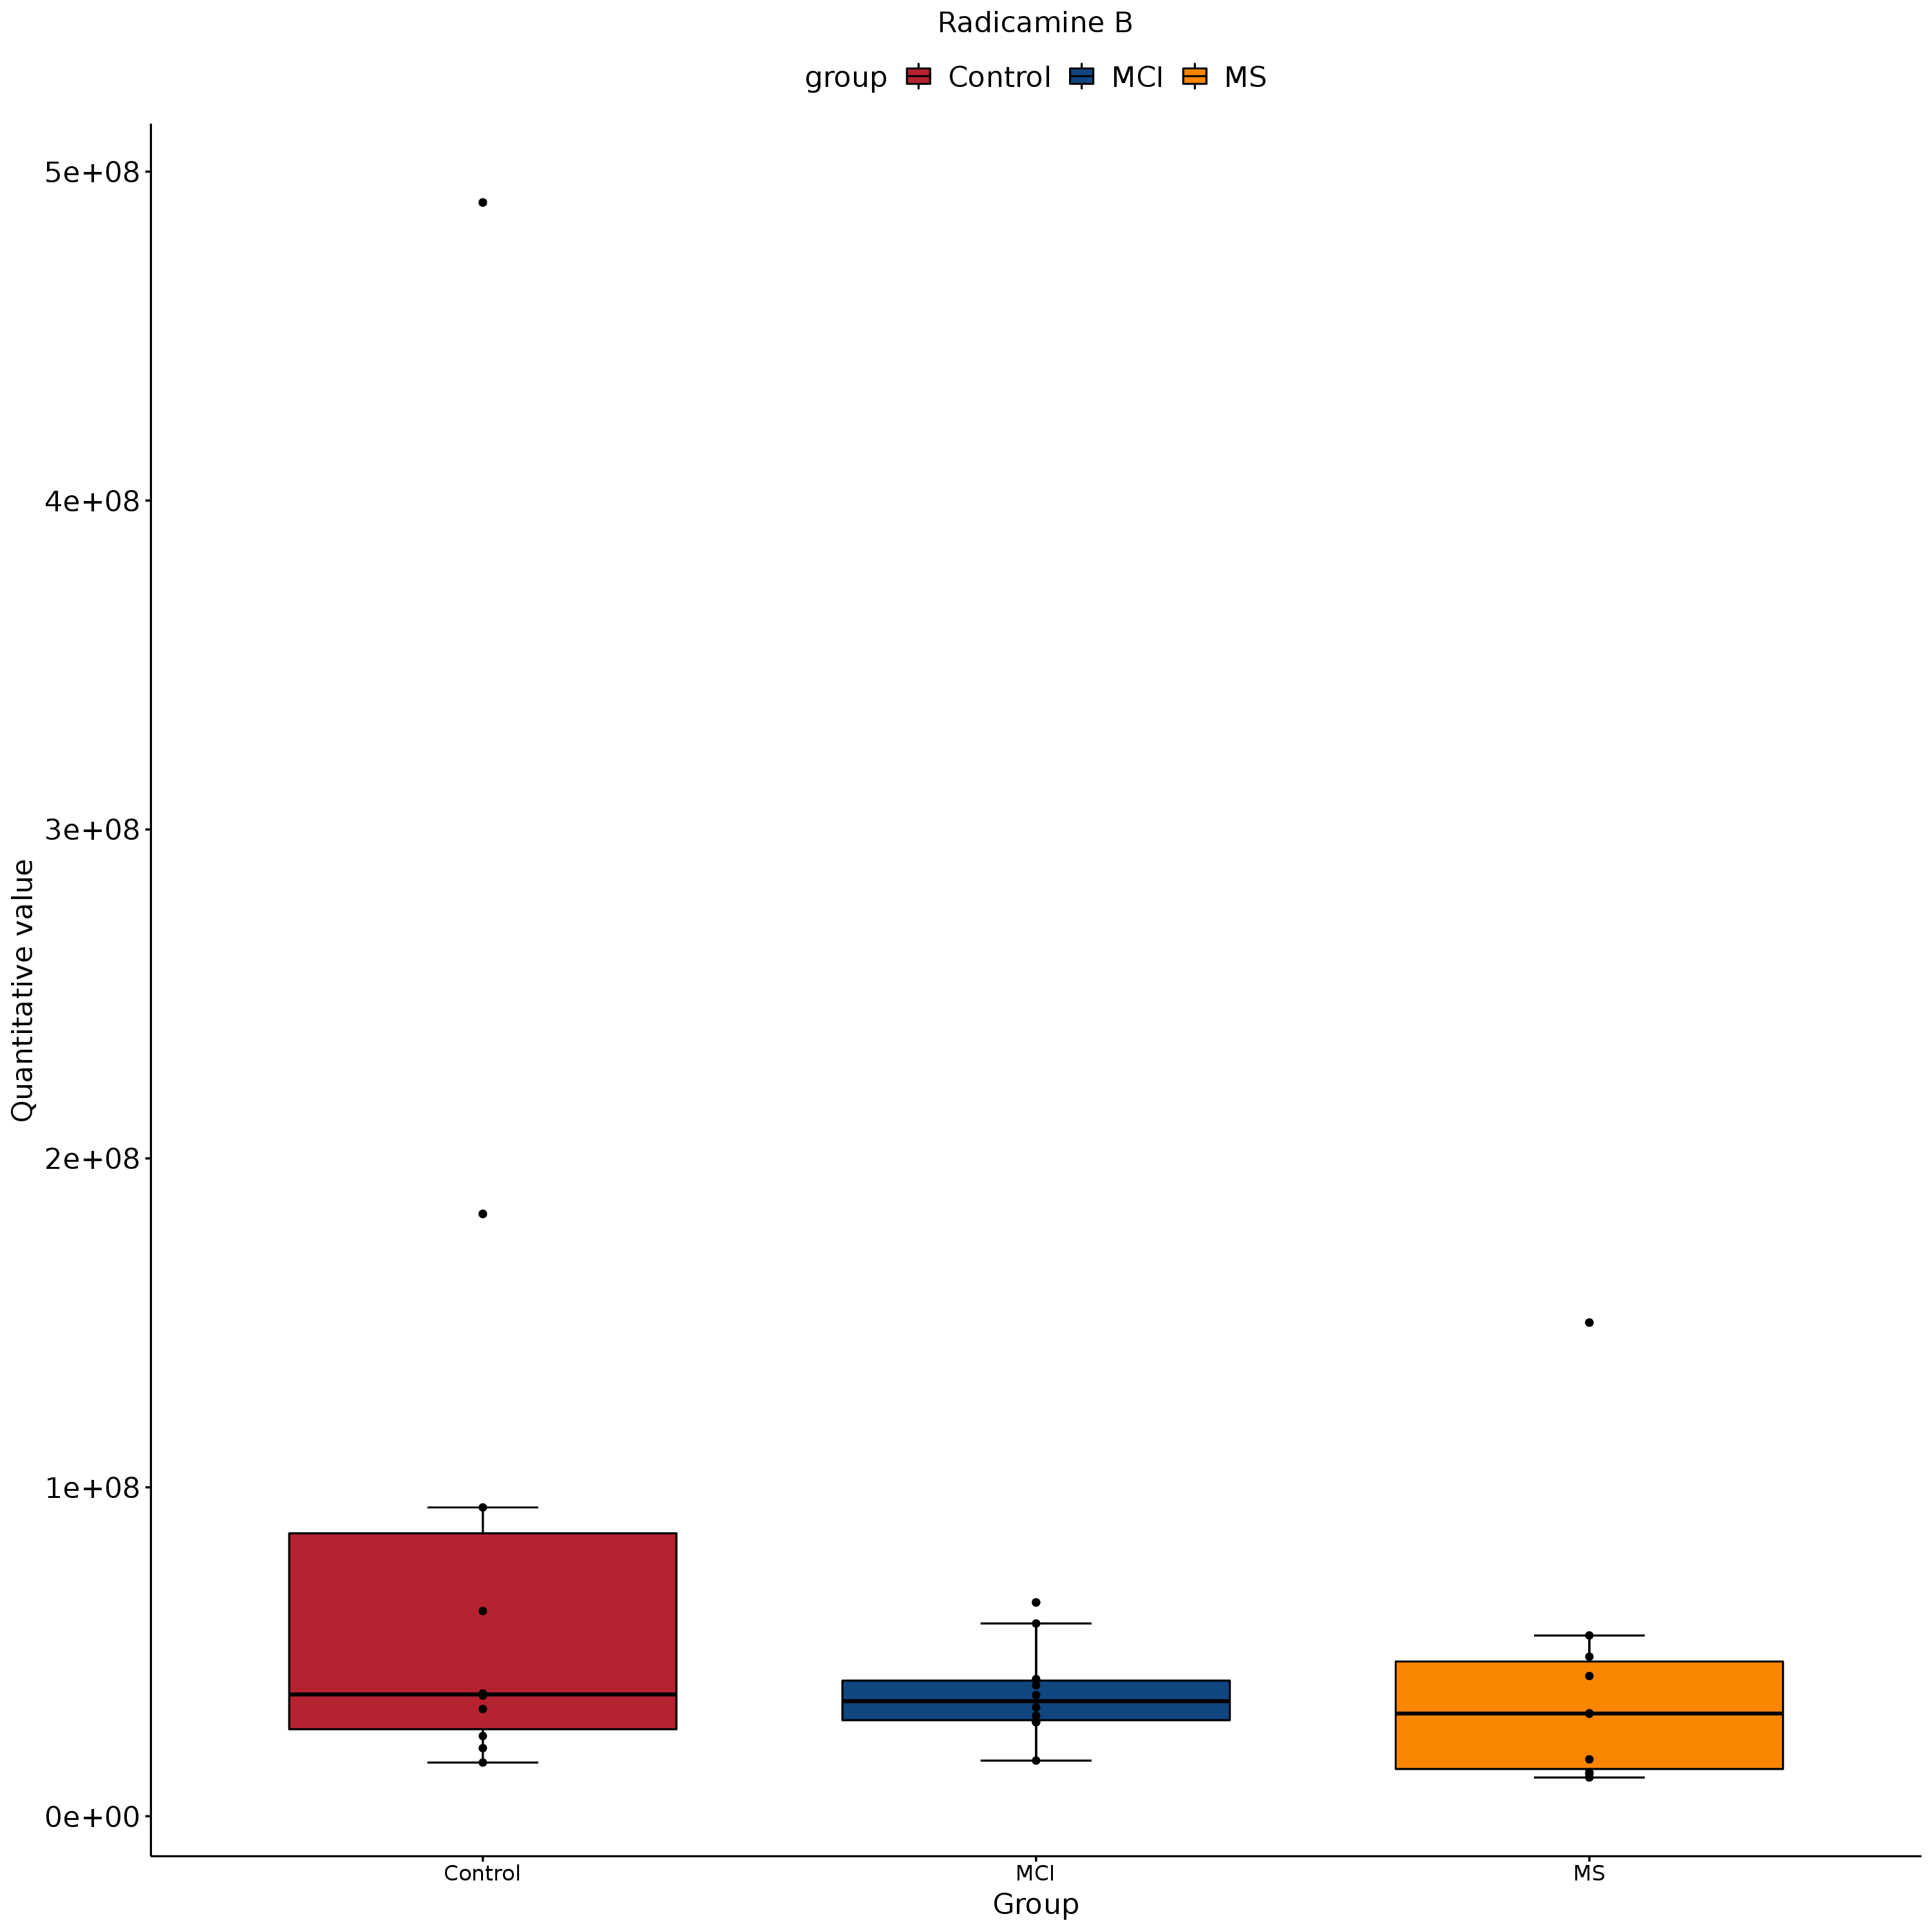 Radicamine B
group Control MCI MS
5e+08
4e+08
3e+08
2e+08
1e+08
0e+00
Quantitative value
Control MCI MS
Group